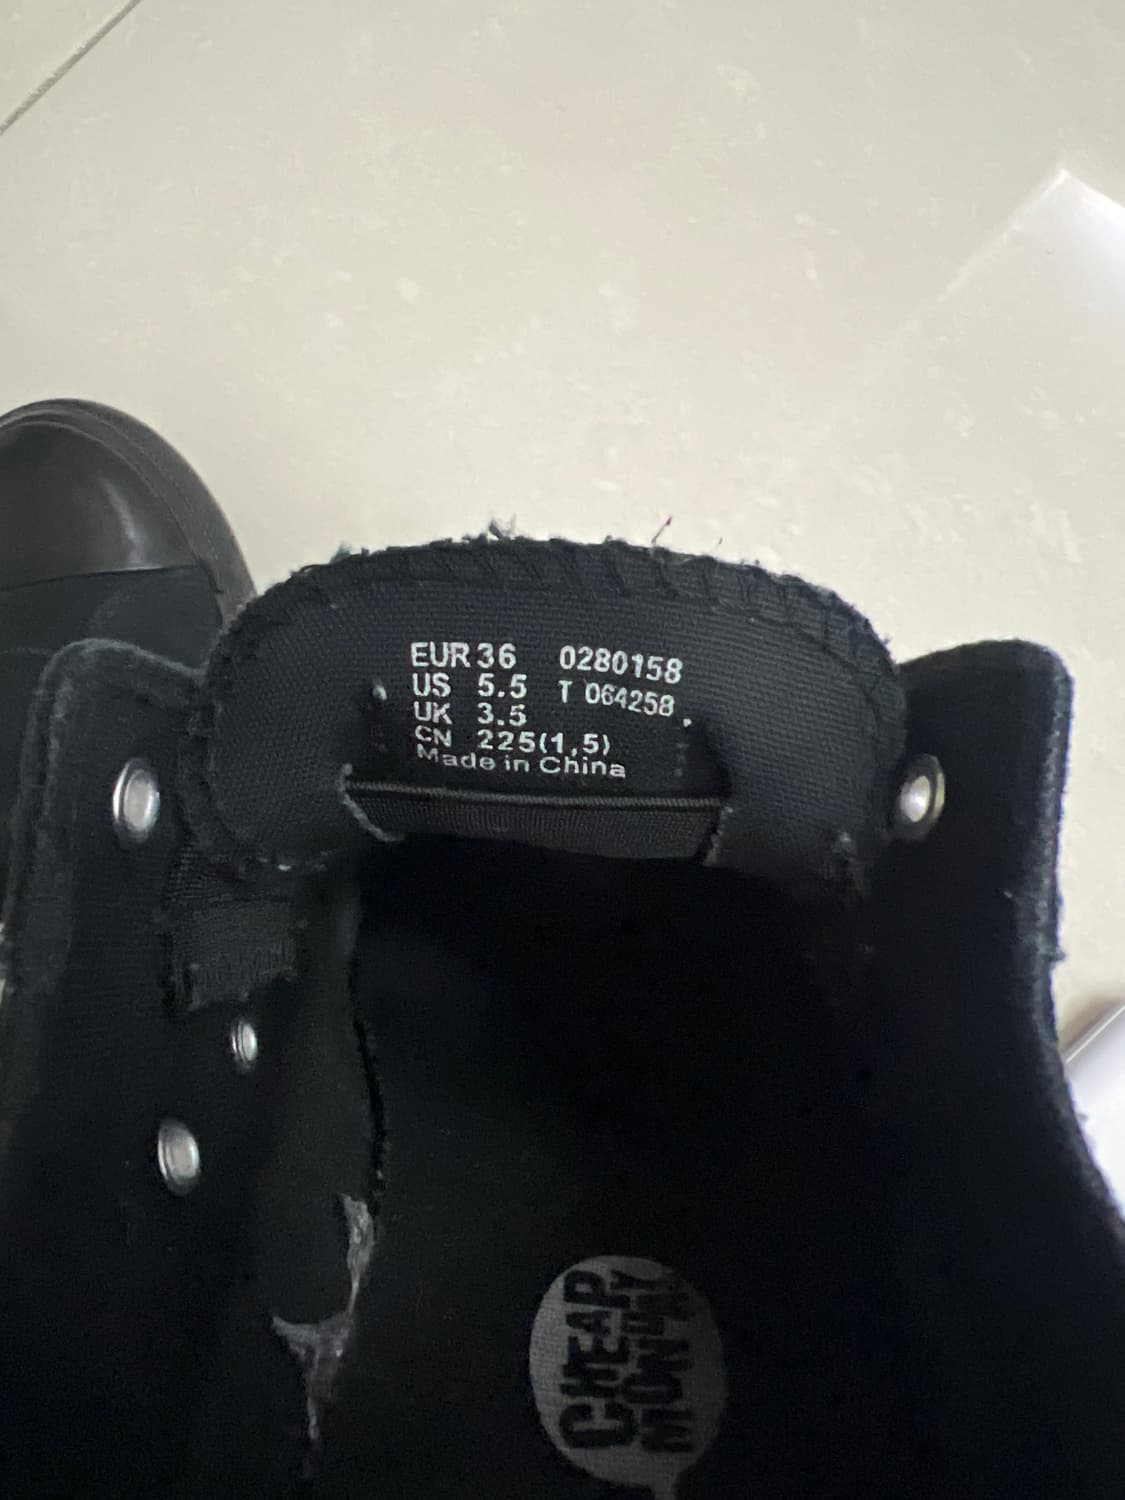 EUR 36 0280158
US 5.5 T 064258
UK 3.5
CN 225(1,5)
Made in China
CHEAP
MONDAY